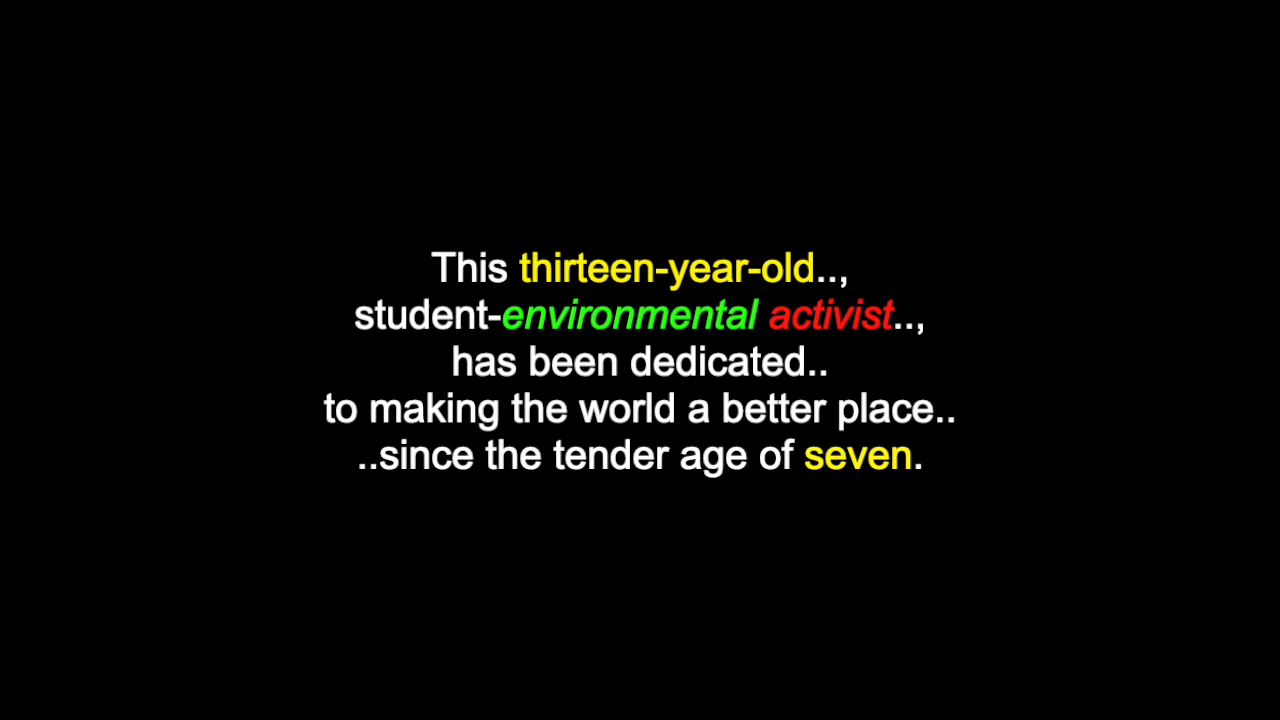 This thirteen-year-old..,
student-environmental activist..,
has been dedicated..
to making the world a better place..
..since the tender age of seven.